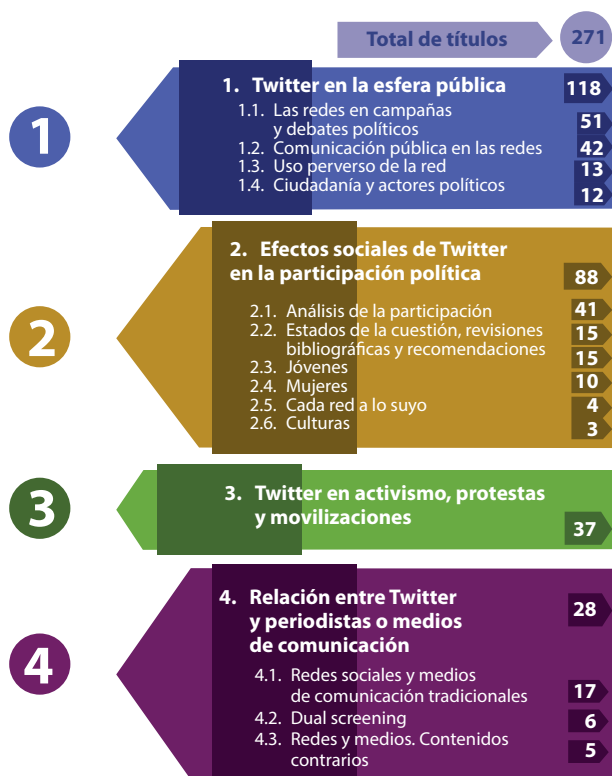 Total de títulos 271
1
1. Twitter en la esfera pública 118
1.1. Las redes en campañas
y debates políticos 51
1.2. Comunicación pública en las redes 42
1.3. Uso perverso de la red 13
1.4. Ciudadanía y actores políticos 12
2
2. Efectos sociales de Twitter
en la participación política 88
2.1. Análisis de la participación 41
2.2. Estados de la cuestión, revisiones 15
bibliográficas y recomendaciones
2.3. Jóvenes 15
2.4. Mujeres 10
2.5. Cada red a lo suyo 4
2.6. Culturas 3
3
3. Twitter en activismo, protestas
y movilizaciones 37
4
4. Relación entre Twitter 28
y periodistas o medios
de comunicación
4.1. Redes sociales y medios
de comunicación tradicionales 17
4.2. Dual screening 6
4.3. Redes y medios. Contenidos
contrarios 5